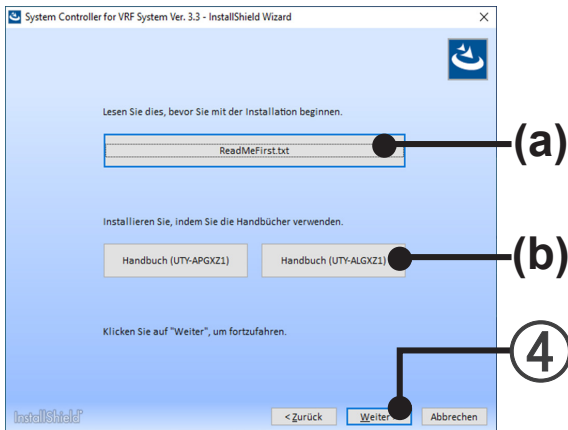 System Controller for VRF System Ver. 3.3 - InstallShield Wizard
Lesen Sie dies, bevor Sie mit der Installation beginnen.
ReadMeFirst.txt
(a)
Installieren Sie, indem Sie die Handbücher verwenden.
Handbuch (UTY-APGXZ1) Handbuch (UTY-ALGXZ1)
(b)
Klicken Sie auf "Weiter", um fortzufahren.
4
InstallShield
< Zurück Weiter Abbrechen